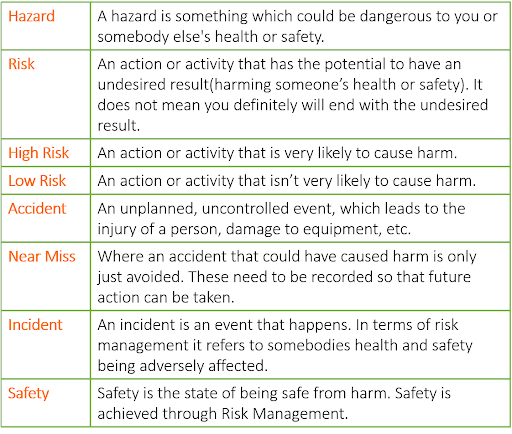 Hazard A hazard is something which could be dangerous to you or
somebody else's health or safety.
Risk An action or activity that has the potential to have an
undesired result(harming someone’s health or safety). It
does not mean you definitely will end with the undesired
result.
High Risk An action or activity that is very likely to cause harm.
Low Risk An action or activity that isn’t very likely to cause harm.
Accident An unplanned, uncontrolled event, which leads to the
injury of a person, damage to equipment, etc.
Near Miss Where an accident that could have caused harm is only
just avoided. These need to be recorded so that future
action can be taken.
Incident An incident is an event that happens. In terms of risk
management it refers to somebodies health and safety
being adversely affected.
Safety Safety is the state of being safe from harm. Safety is
achieved through Risk Management.